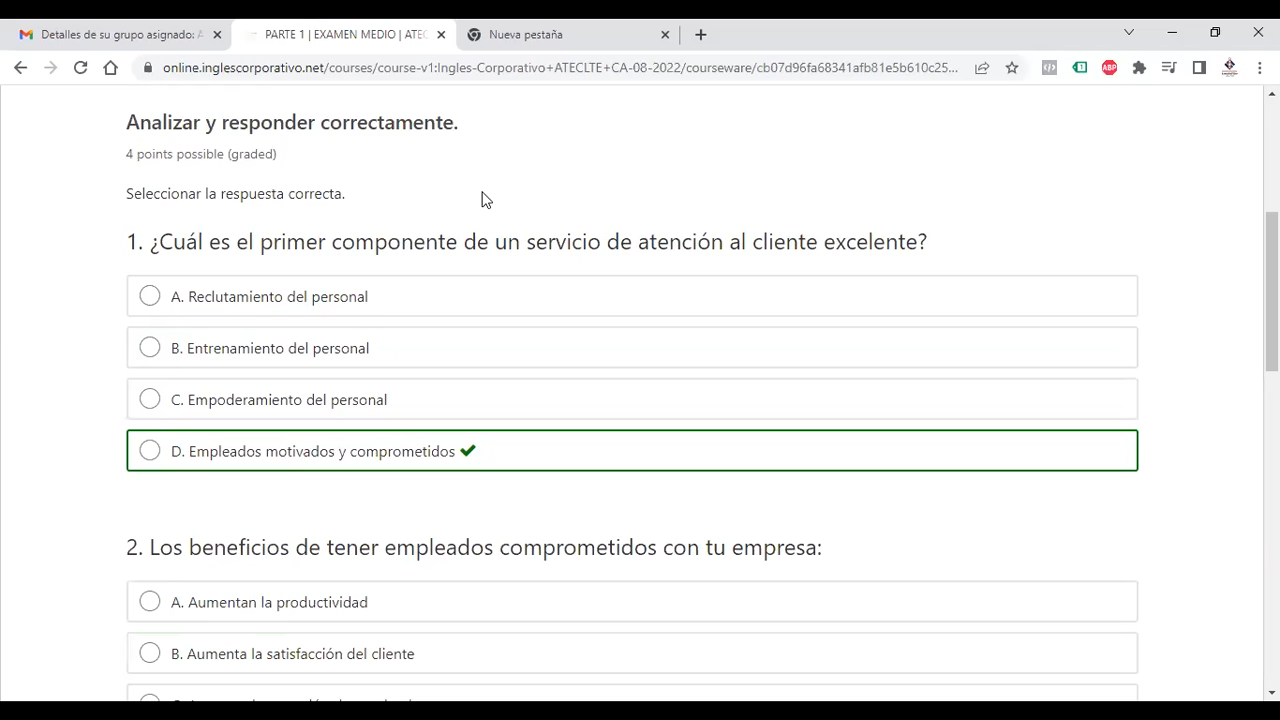 Detalles de su grupo asignado: A
PARTE 1 | EXAMEN MEDIO | ATEC
Nueva pestaña
online.inglescorporativo.net/courses/course-v1:Ingles-Corporativo+ATECLTE+CA-08-2022/courseware/cb07d96fa68341afb81e5b610c25...
ABP
Analizar y responder correctamente.
4 points possible (graded)
Seleccionar la respuesta correcta.
1. ¿Cuál es el primer componente de un servicio de atención al cliente excelente?
A. Reclutamiento del personal
B. Entrenamiento del personal
C. Empoderamiento del personal
D. Empleados motivados y comprometidos
2. Los beneficios de tener empleados comprometidos con tu empresa:
A. Aumentan la productividad
B. Aumenta la satisfacción del cliente